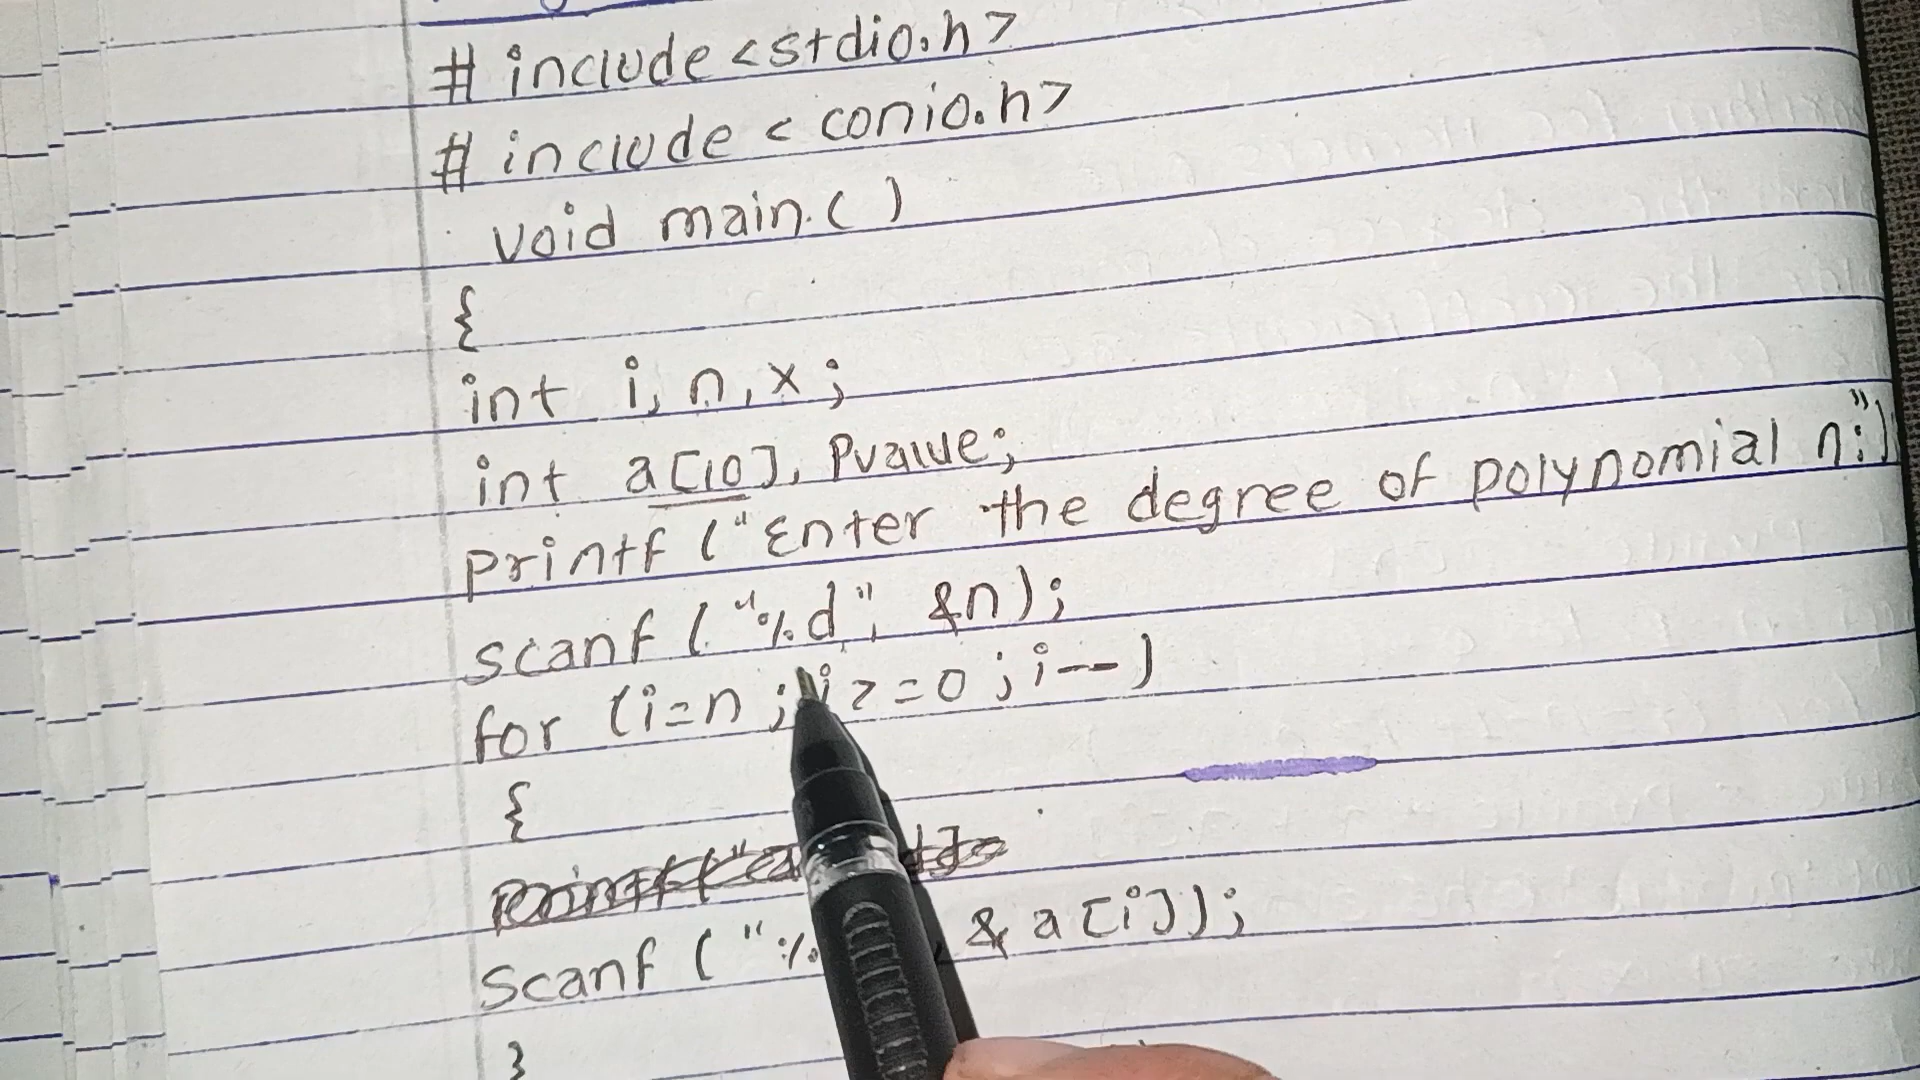 # include <stdio.h>
# include < conio.h>
void main.( )
{
int i, n, x;
int a[10], Pvalue;
printf ("Enter the degree of polynomial n:")
scanf ("%d", &n);
for (i=n ; i>=0 ; i--)
{
scanf ("% & a[i]);
}